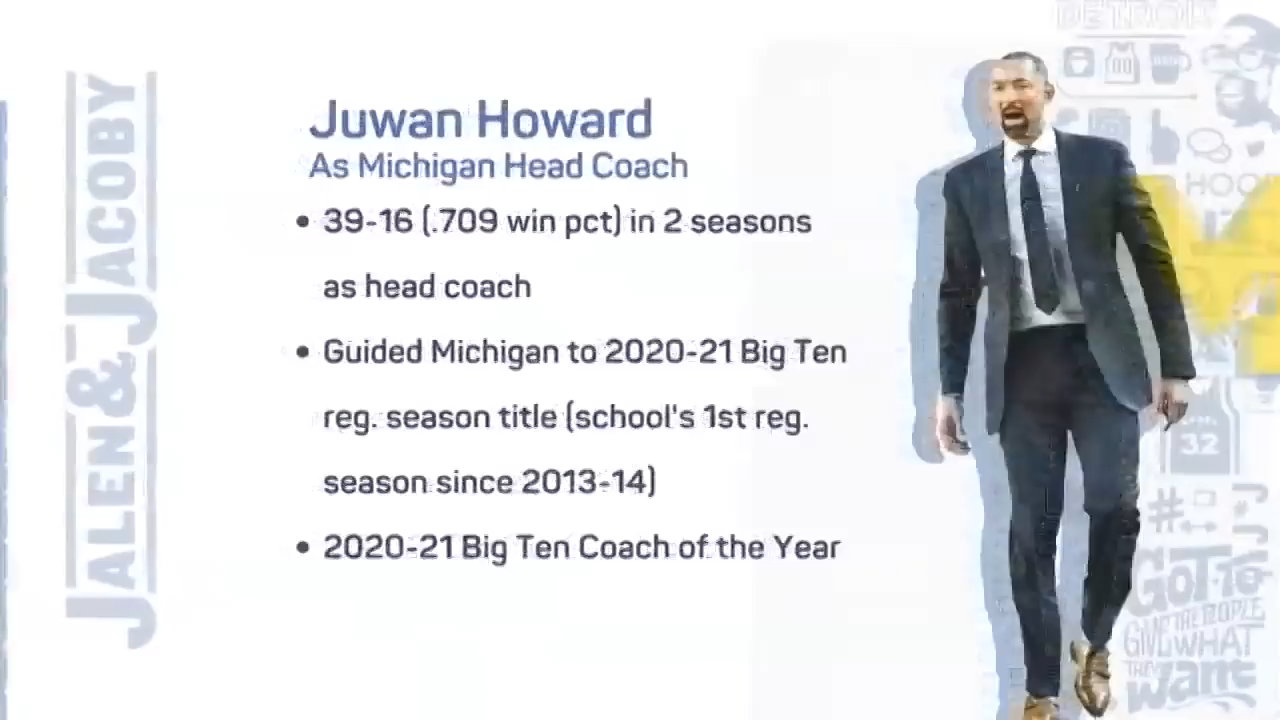 JALEN & JACOBY
Juwan Howard
As Michigan Head Coach
• 39-16 (.709 win pct) in 2 seasons
as head coach
• Guided Michigan to 2020-21 Big Ten
reg. season title (school's 1st reg.
season since 2013-14)
• 2020-21 Big Ten Coach of the Year
DETROIT
HOO
32
#
GOT TO
GIVE THE PEOPLE
WHAT
THEY
Want